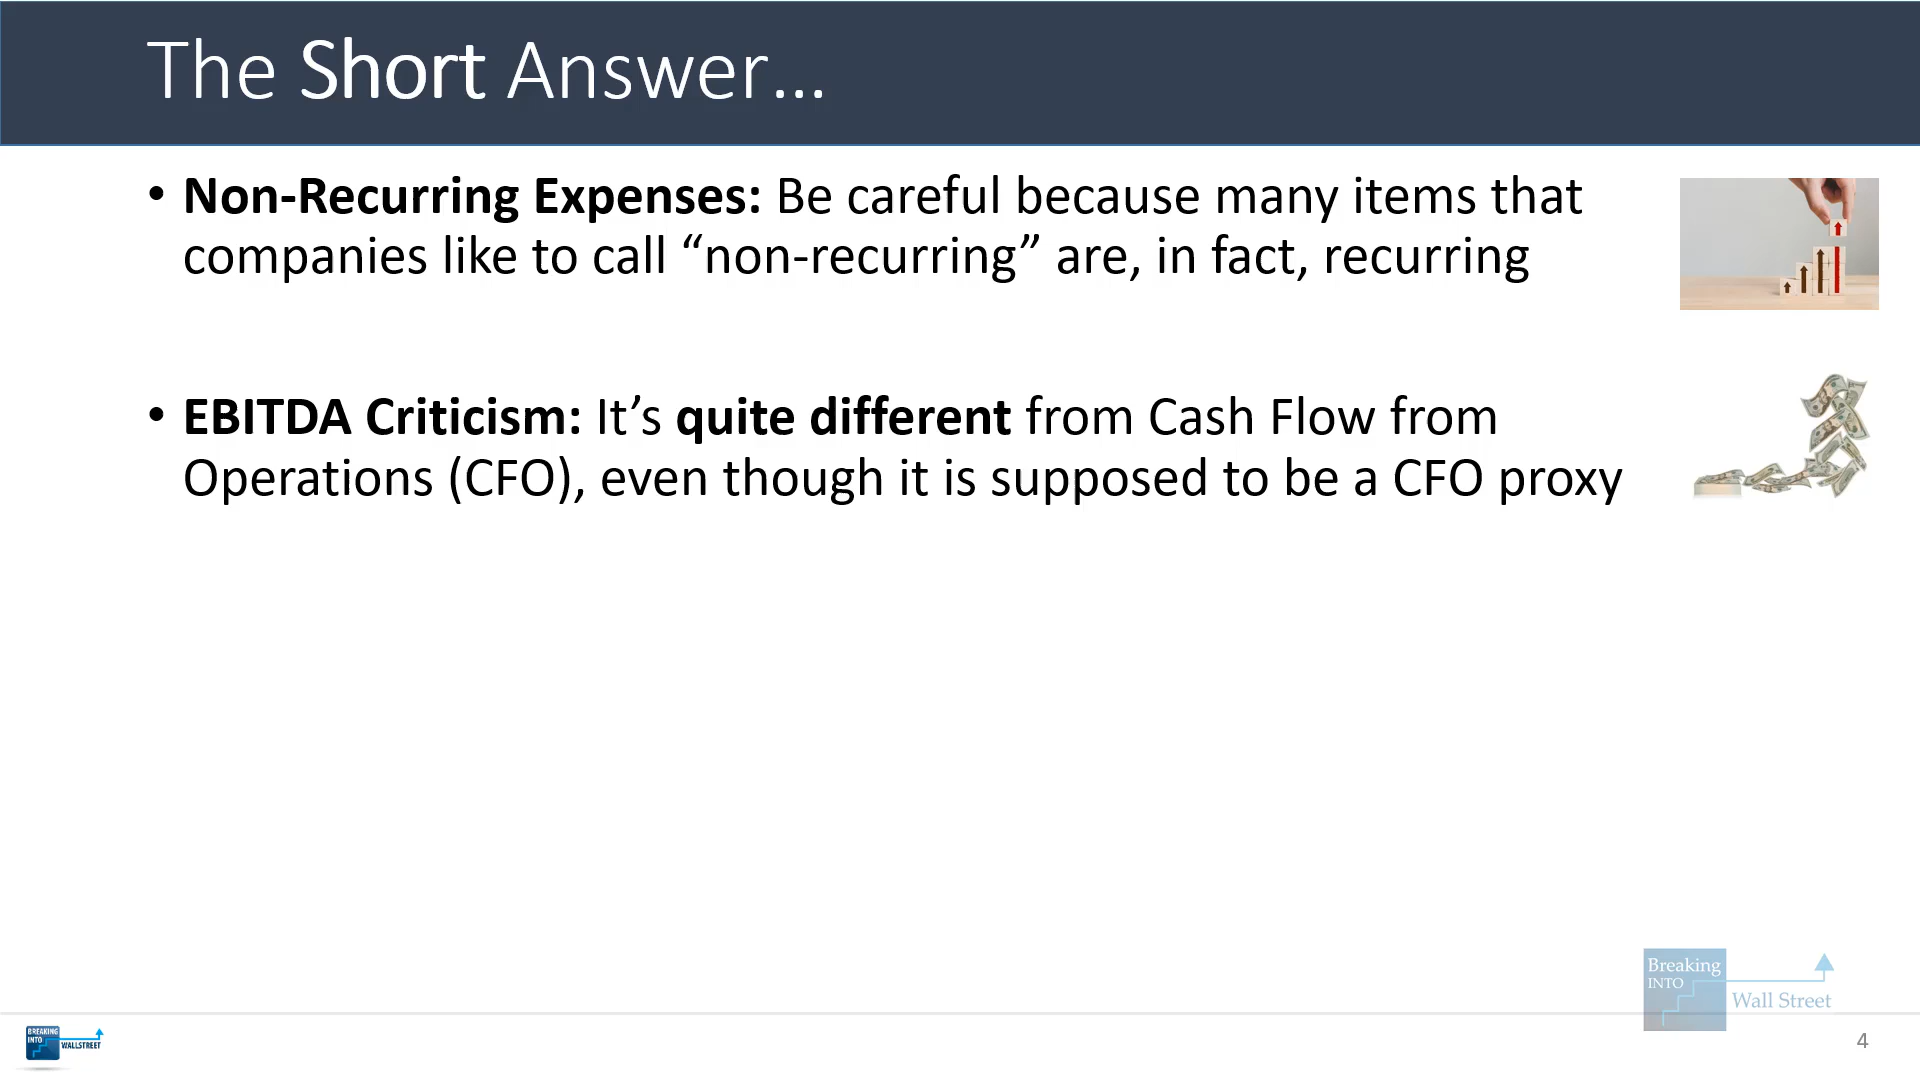 The Short Answer...
• Non-Recurring Expenses: Be careful because many items that
companies like to call “non-recurring” are, in fact, recurring
• EBITDA Criticism: It’s quite different from Cash Flow from
Operations (CFO), even though it is supposed to be a CFO proxy
Breaking
INTO
Wall Street
BREAKING
INTO
WALLSTREET
4